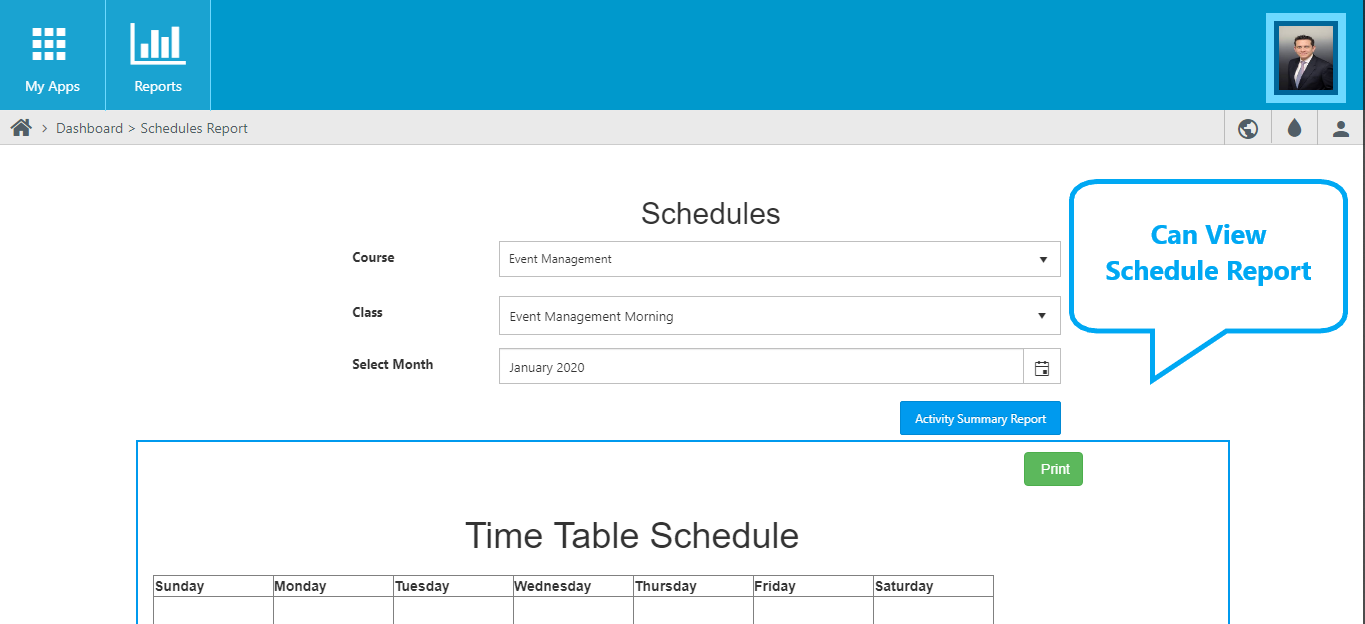 My Apps
Reports
Dashboard > Schedules Report
Schedules
Can View
Schedule Report
Course
Event Management
Class
Event Management Morning
Select Month
January 2020
Activity Summary Report
Print
Time Table Schedule
Sunday Monday Tuesday Wednesday Thursday Friday Saturday